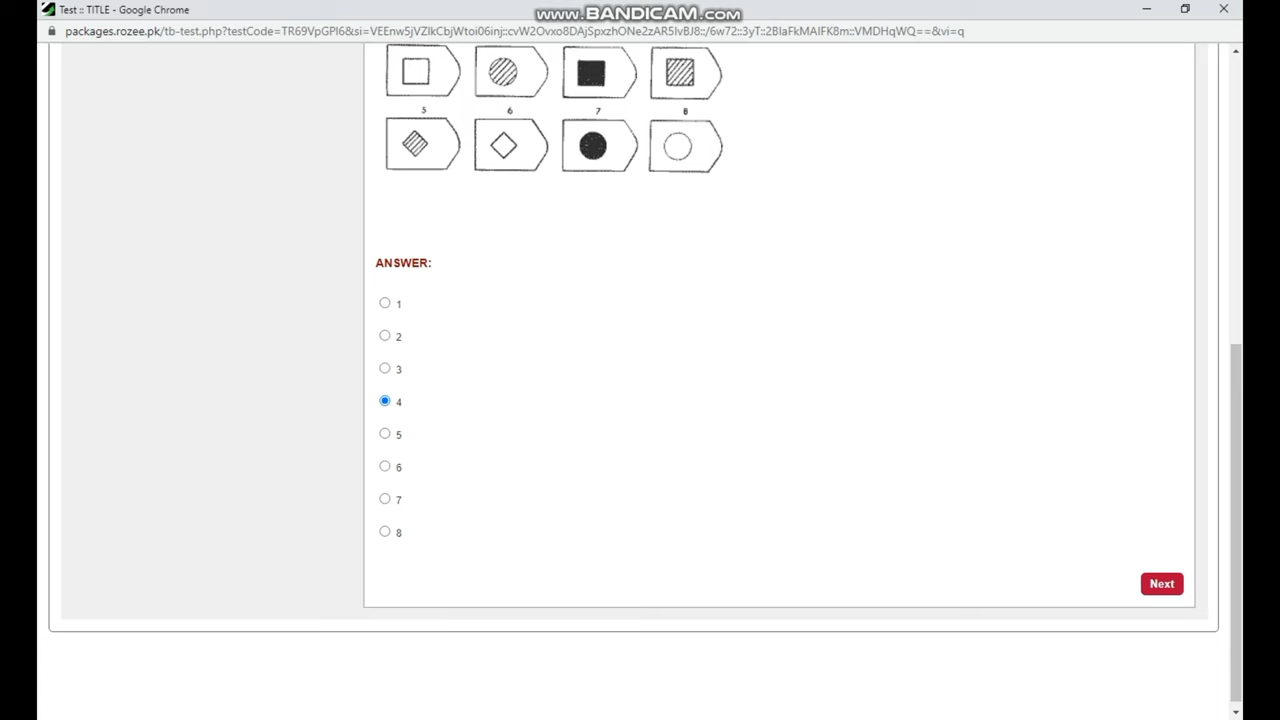 Test :: TITLE - Google Chrome
www.BANDICAM.com
packages.rozee.pk/tb-test.php?testCode=TR69VpGPI6&si=VEEnw5jVZIkCbjWtoi06inj::cvW2Ovxo8DAjSpxzhONe2zAR5IvBJ8::/6w72::3yT::2BIaFkMAIFK8m::VMDHqWQ==&vi=q
5 6 7 8
ANSWER:
1
2
3
4
5
6
7
8
Next